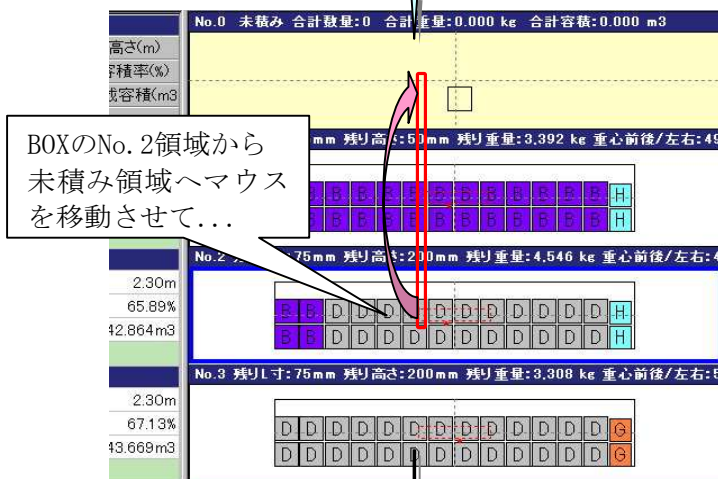 No.0 未積み 合計数量:0 合計重量:0.000 kg 合計容積:0.000 m3
高さ(m)
容積率(%)
載容積(m3
BOXのNo.2領域から
未積み領域へマウス
を移動させて...
mm 残り高さ:50mm 残り重量:3,392 kg 重心前後/左右:49
B B B B B B B B B B B B H
B B B B B B B B B B B B H
No.2 :75mm 残り高さ:200mm 残り重量:4,546 kg 重心前後/左右:4
2.30m
65.89%
42.864m3
B B D D D D D D D D D D D H
B B D D D D D D D D D D D H
No.3 残りL寸:75mm 残り高さ:200mm 残り重量:3,308 kg 重心前後/左右:5
2.30m
67.13%
43.669m3
D D D D D D D D D D D D D G
D D D D D D D D D D D D D G